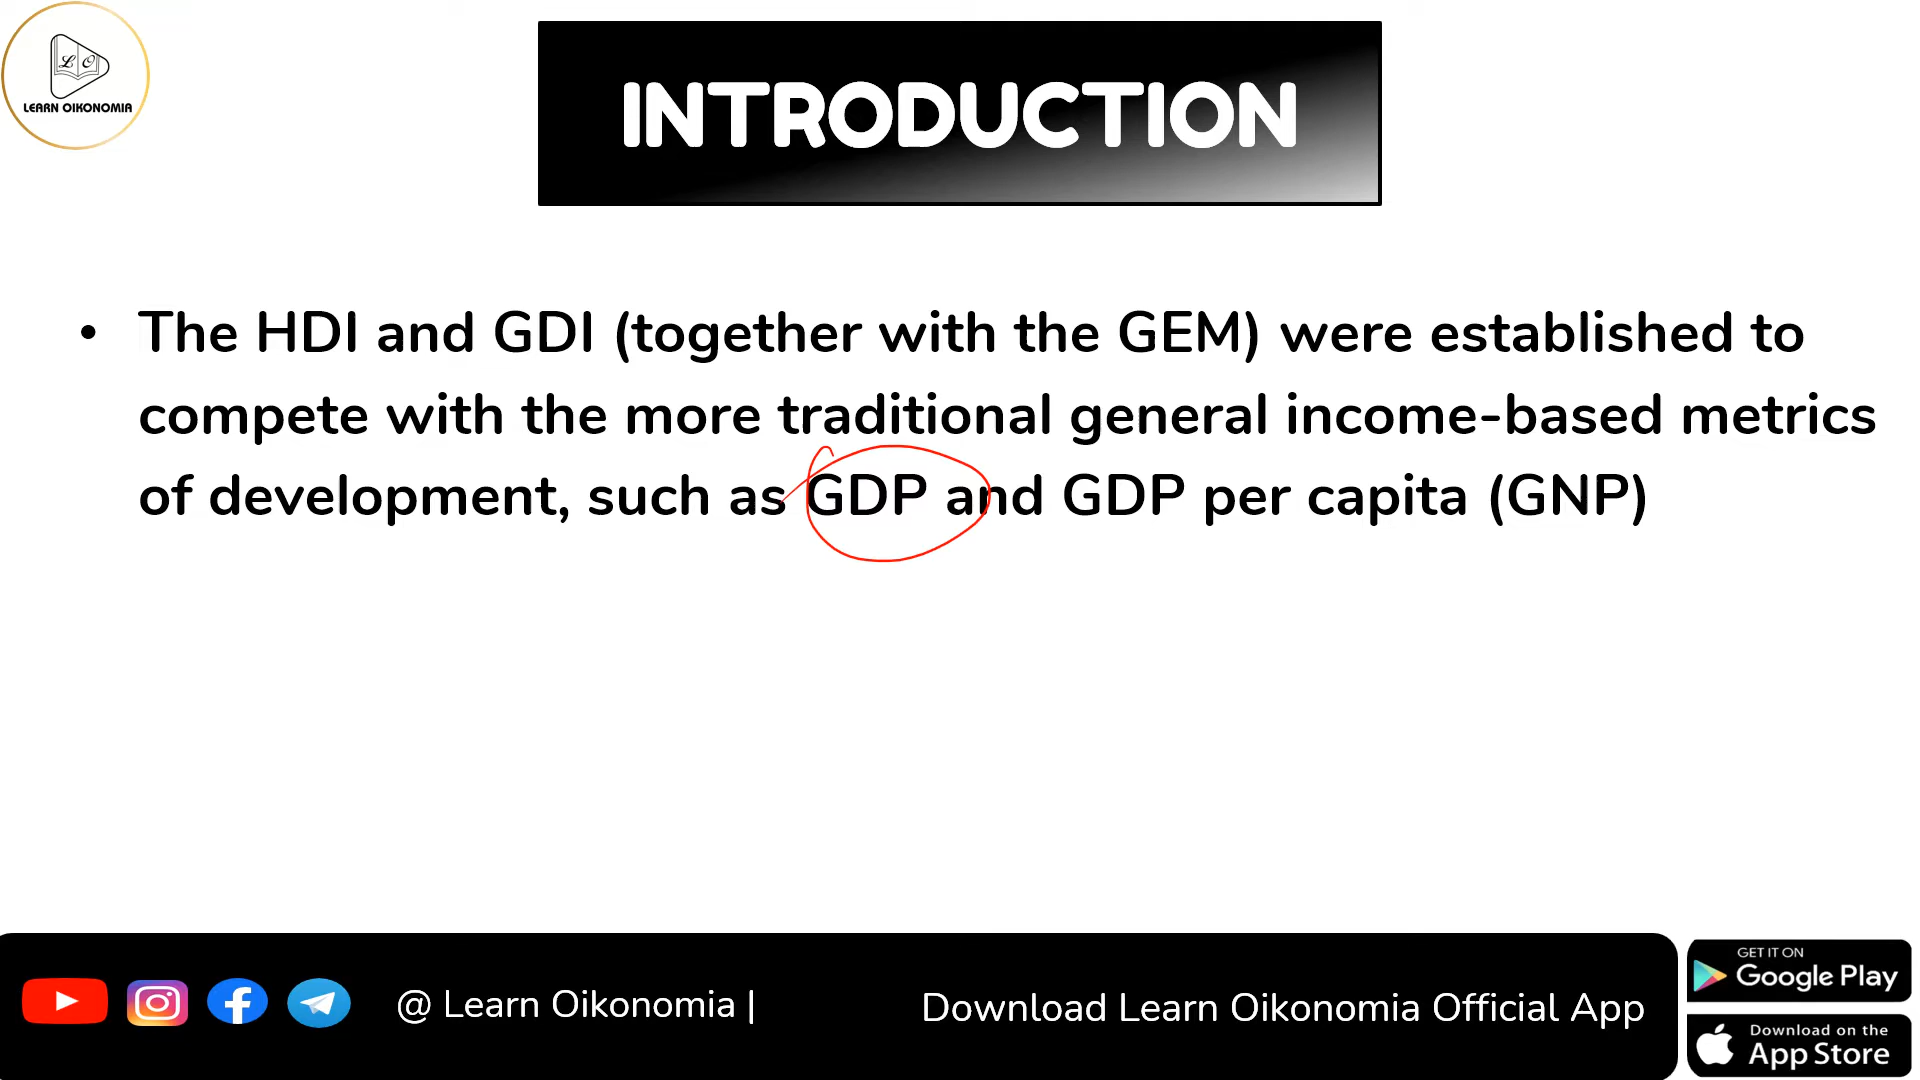 L O
LEARN OIKONOMIA
INTRODUCTION
• The HDI and GDI (together with the GEM) were established to
compete with the more traditional general income-based metrics
of development, such as GDP and GDP per capita (GNP)
@ Learn Oikonomia |
Download Learn Oikonomia Official App
GET IT ON
Google Play
Download on the
App Store